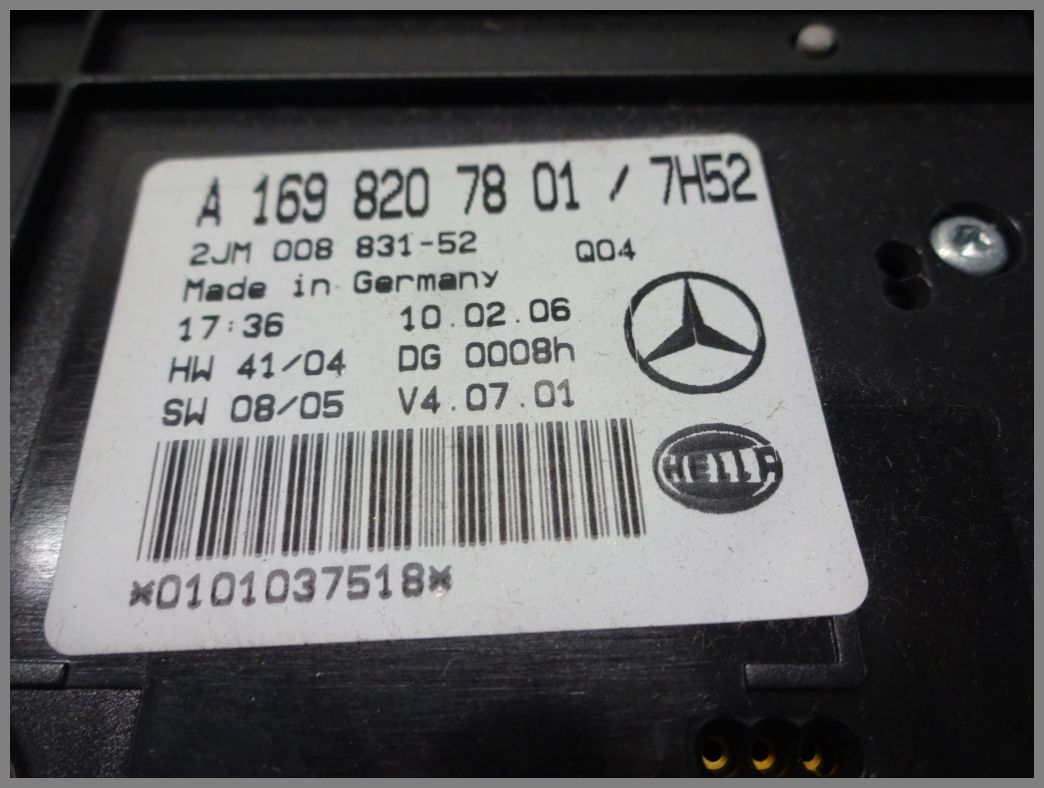 A 169 820 78 01 / 7H52
2JM 008 831-52 Q04
Made in Germany
17:36 10.02.06
HW 41/04 DG 0008h
SW 08/05 V4.07.01
HELLA
*0101037518*